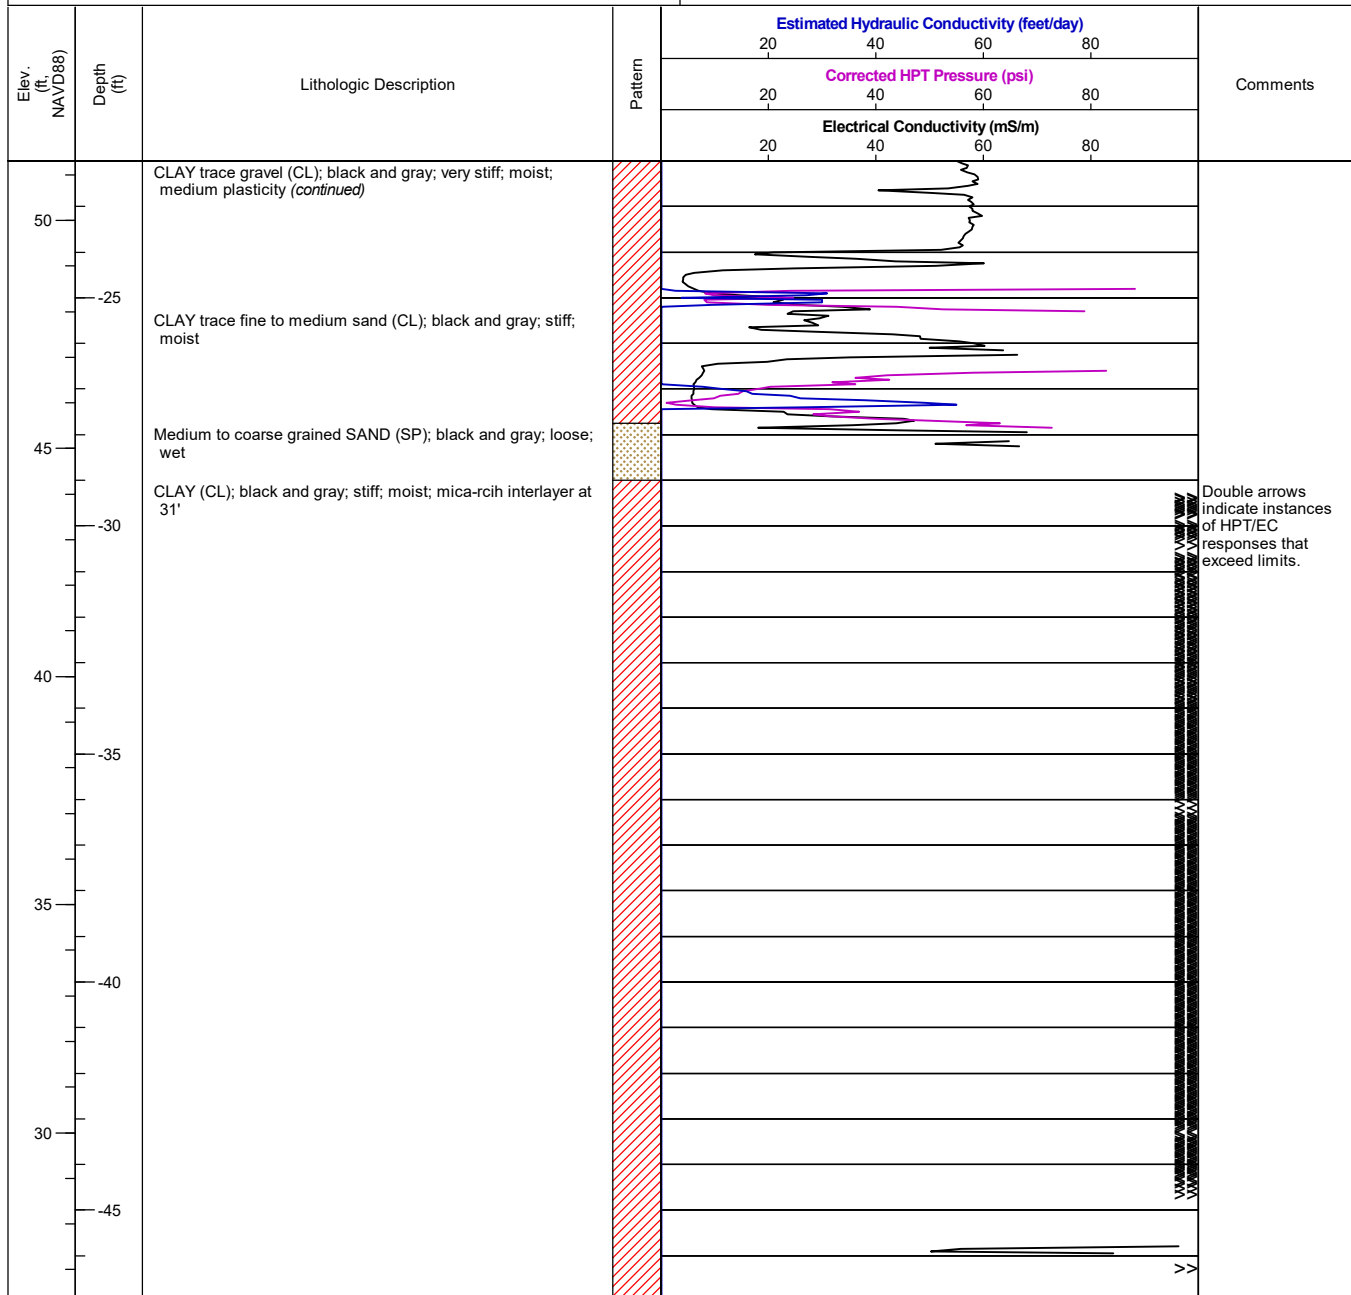 Estimated Hydraulic Conductivity (feet/day)
20 40 60 80
Corrected HPT Pressure (psi)
20 40 60 80
Electrical Conductivity (mS/m)
20 40 60 80
Elev.
(ft,
NAVD88)
Depth
(ft)
Lithologic Description
Pattern
Comments
CLAY trace gravel (CL); black and gray; very stiff; moist;
medium plasticity (continued)
50
-25
CLAY trace fine to medium sand (CL); black and gray; stiff;
moist
Medium to coarse grained SAND (SP); black and gray; loose;
wet
45
CLAY (CL); black and gray; stiff; moist; mica-rcih interlayer at
31'
Double arrows
indicate instances
of HPT/EC
responses that
exceed limits.
-30
40
-35
35
-40
30
-45
>>